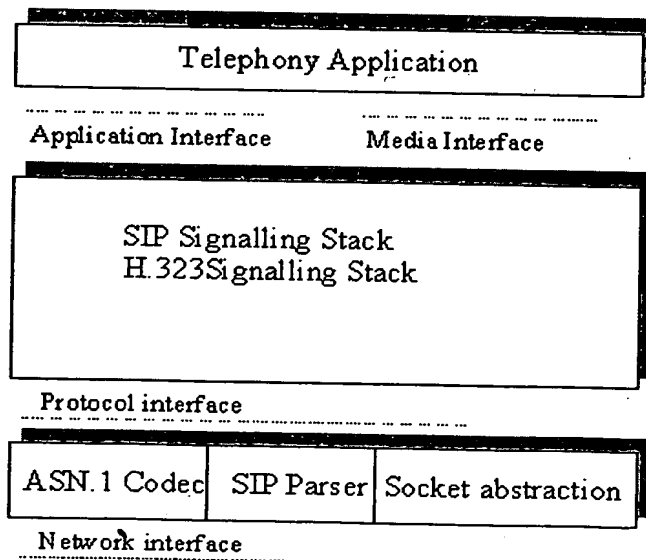 Telephony Application
Application Interface Media Interface
SIP Signalling Stack
H.323Signalling Stack
Protocol interface
ASN.1 Codec SIP Parser Socket abstraction
Network interface